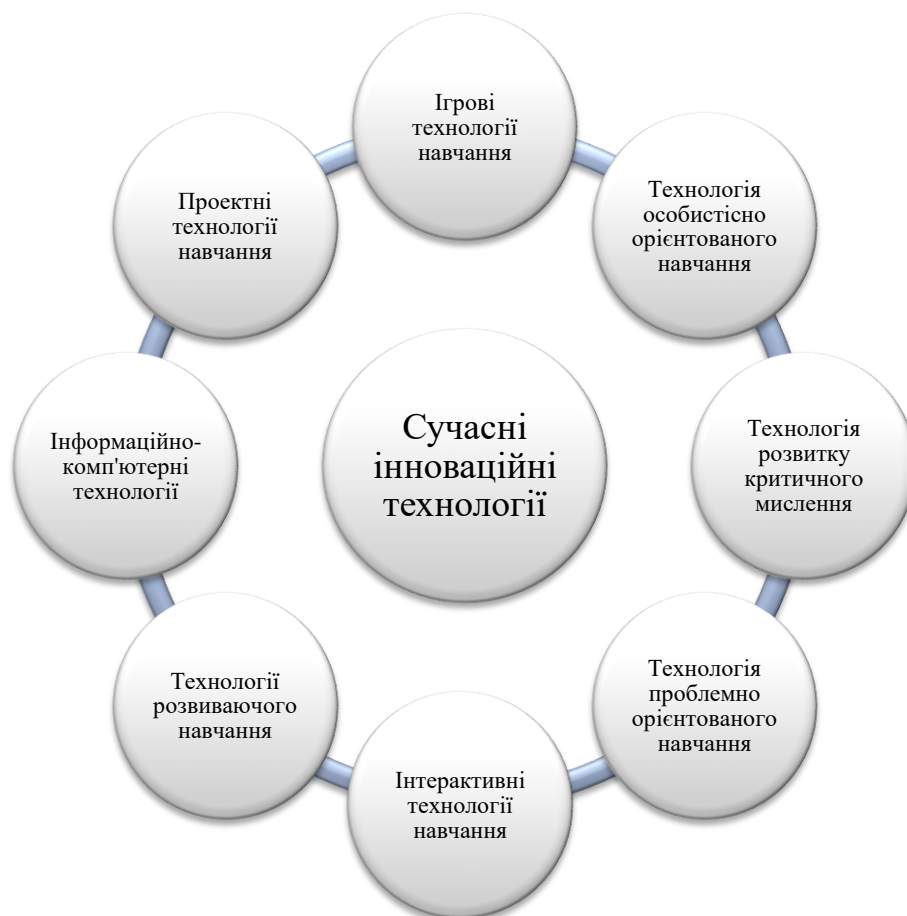 Ігрові
технології
навчання
Технологія
особистісно
орієнтованого
навчання
Технологія
розвитку
критичного
мислення
Технологія
проблемно
орієнтованого
навчання
Інтерактивні
технології
навчання
Технології
розвиваючого
навчання
Інформаційно-
комп'ютерні
технології
Проектні
технології
навчання
Сучасні
інноваційні
технології